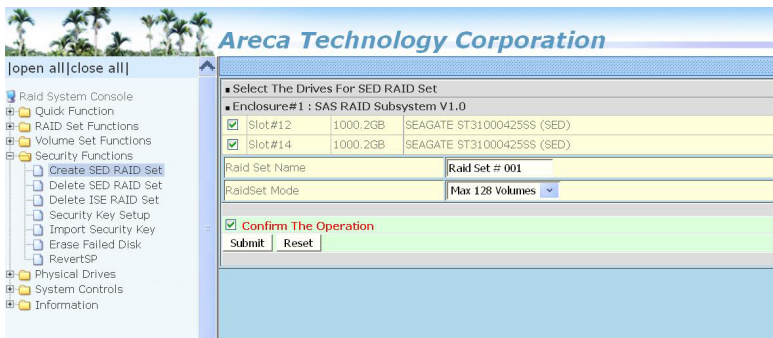 Areca Technology Corporation
|open all|close all|
Raid System Console
Quick Function
RAID Set Functions
Volume Set Functions
Security Functions
Create SED RAID Set
Delete SED RAID Set
Delete ISE RAID Set
Security Key Setup
Import Security Key
Erase Failed Disk
RevertSP
Physical Drives
System Controls
Information
Select The Drives For SED RAID Set
Enclosure#1 : SAS RAID Subsystem V1.0
Slot#12 1000.2GB SEAGATE ST31000425SS (SED)
Slot#14 1000.2GB SEAGATE ST31000425SS (SED)
Raid Set Name Raid Set # 001
RaidSet Mode Max 128 Volumes
Confirm The Operation
Submit Reset